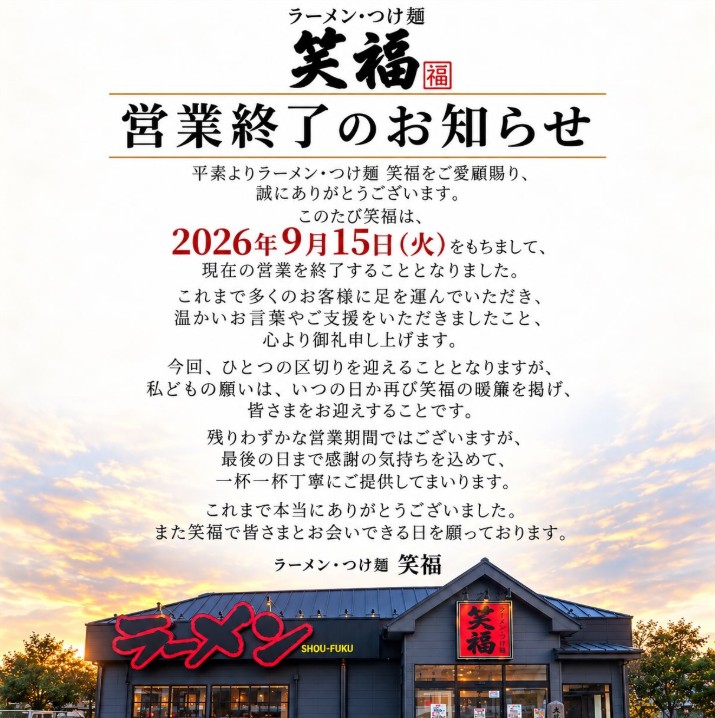 ラーメン・つけ麺
笑福 福
営業終了のお知らせ
平素よりラーメン・つけ麺 笑福をご愛顧賜り、
誠にありがとうございます。
このたび笑福は、
2026年9月15日(火)をもちまして、
現在の営業を終了することとなりました。
これまで多くのお客様に足を運んでいただき、
温かいお言葉やご支援をいただきましたこと、
心より御礼申し上げます。
今回、ひとつの区切りを迎えることとなりますが、
私どもの願いは、いつの日か再び笑福の暖簾を掲げ、
皆さまをお迎えすることです。
残りわずかな営業期間ではございますが、
最後の日まで感謝の気持ちを込めて、
一杯一杯丁寧にご提供してまいります。
これまで本当にありがとうございました。
また笑福で皆さまとお会いできる日を願っております。
ラーメン・つけ麺 笑福
ラーメン
SHOU-FUKU
笑福
ラーメン・つけ麺